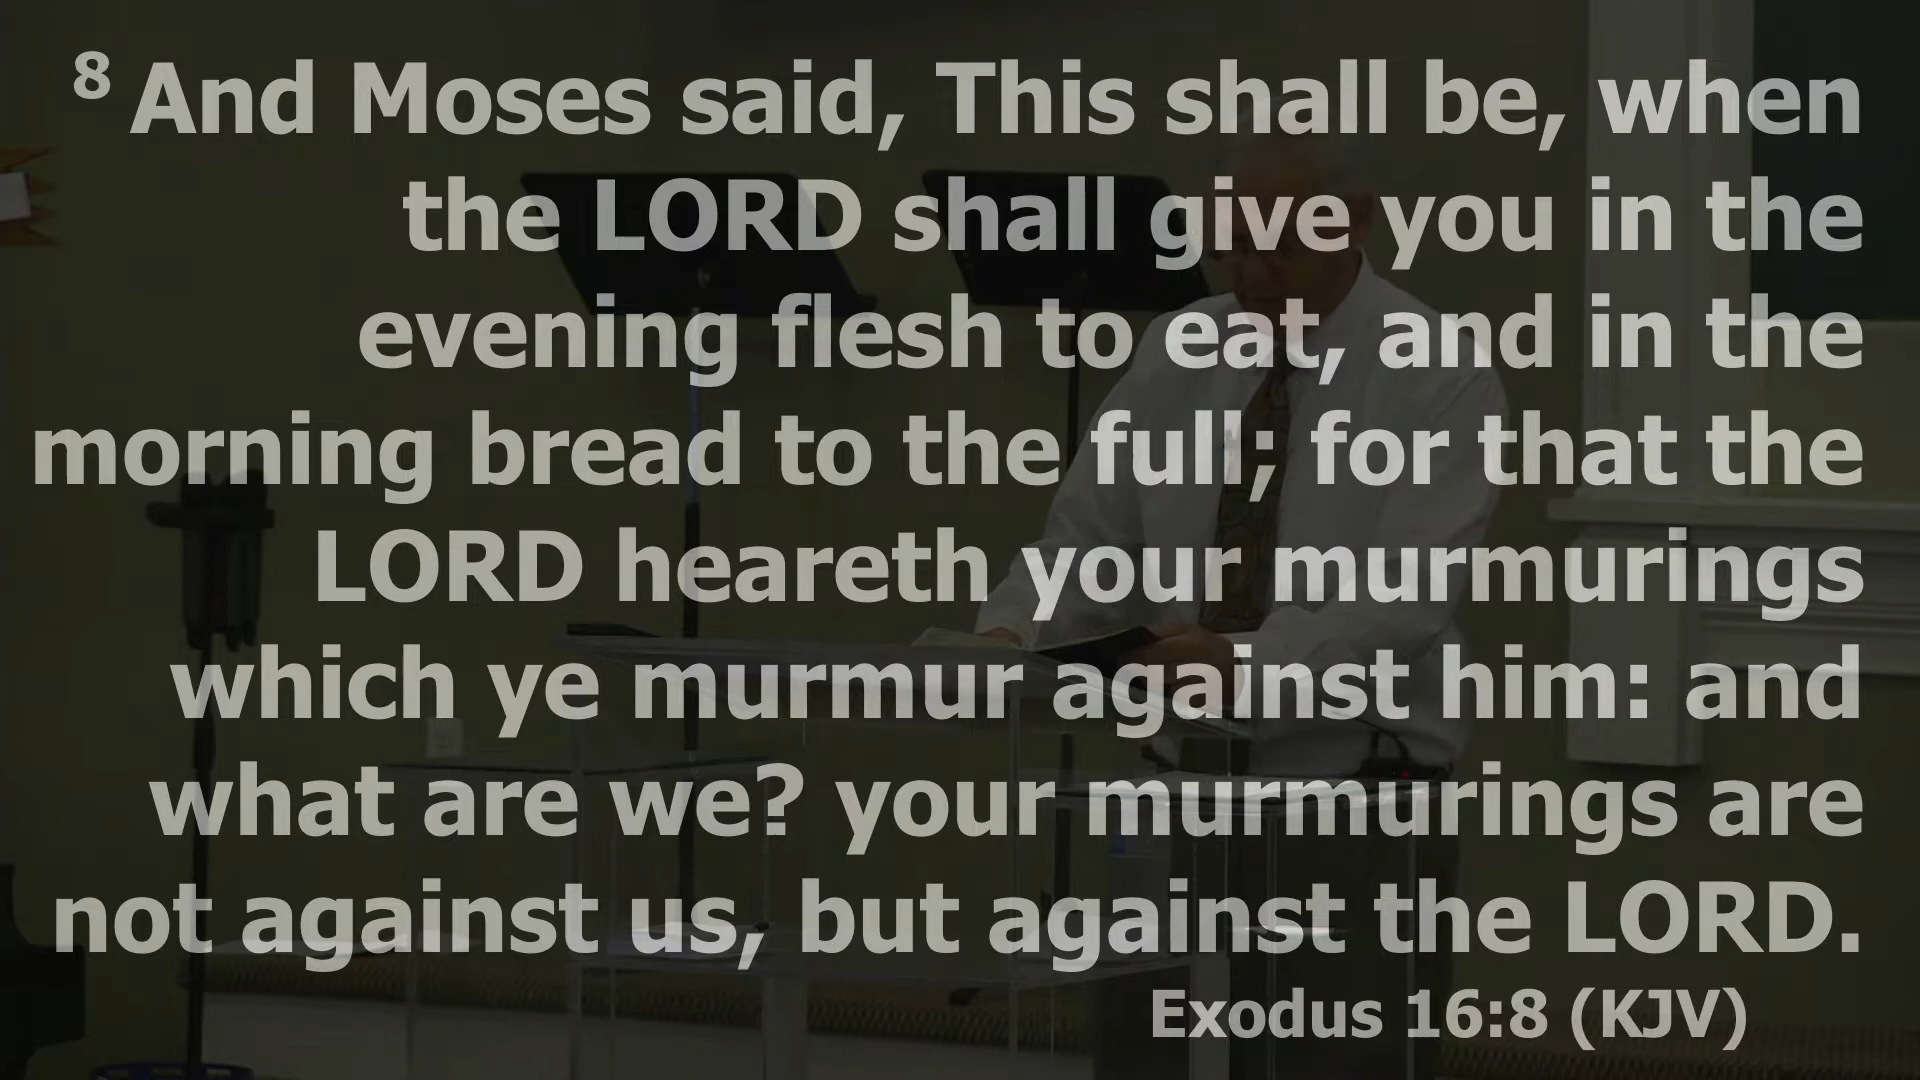 8 And Moses said, This shall be, when
the LORD shall give you in the
evening flesh to eat, and in the
morning bread to the full; for that the
LORD heareth your murmurings
which ye murmur against him: and
what are we? your murmurings are
not against us, but against the LORD.
Exodus 16:8 (KJV)